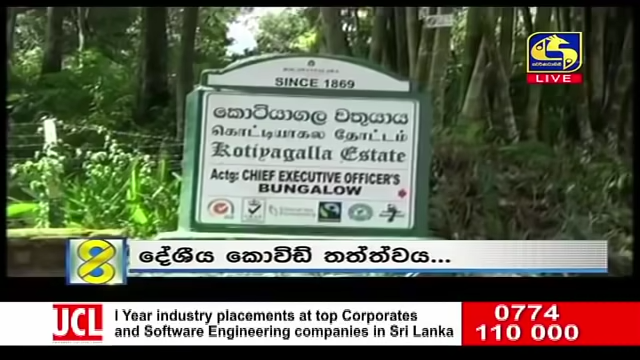 SINCE 1869
කොටියාගල වතුයාය
கொட்டியாகல தோட்டம்
Kotiyagalla Estate
Actg: CHIEF EXECUTIVE OFFICER'S
BUNGALOW
LIVE
8
දේශීය කොවිඩ් තත්ත්වය...
UCL
I Year industry placements at top Corporates
and Software Engineering companies in Sri Lanka
0774
110 000